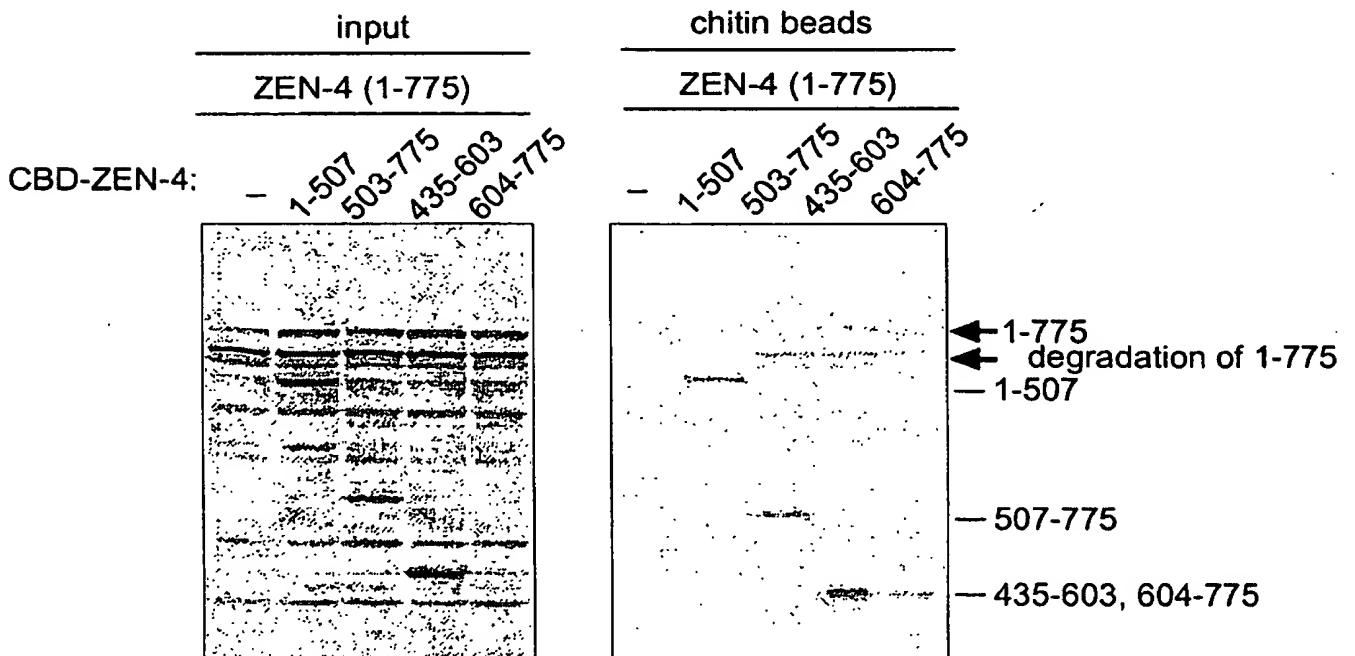 input
chitin beads
ZEN-4 (1-775)
ZEN-4 (1-775)
CBD-ZEN-4:
– 1-507 503-775 435-603 604-775
– 1-507 503-775 435-603 604-775
1-775
degradation of 1-775
1-507
507-775
435-603, 604-775